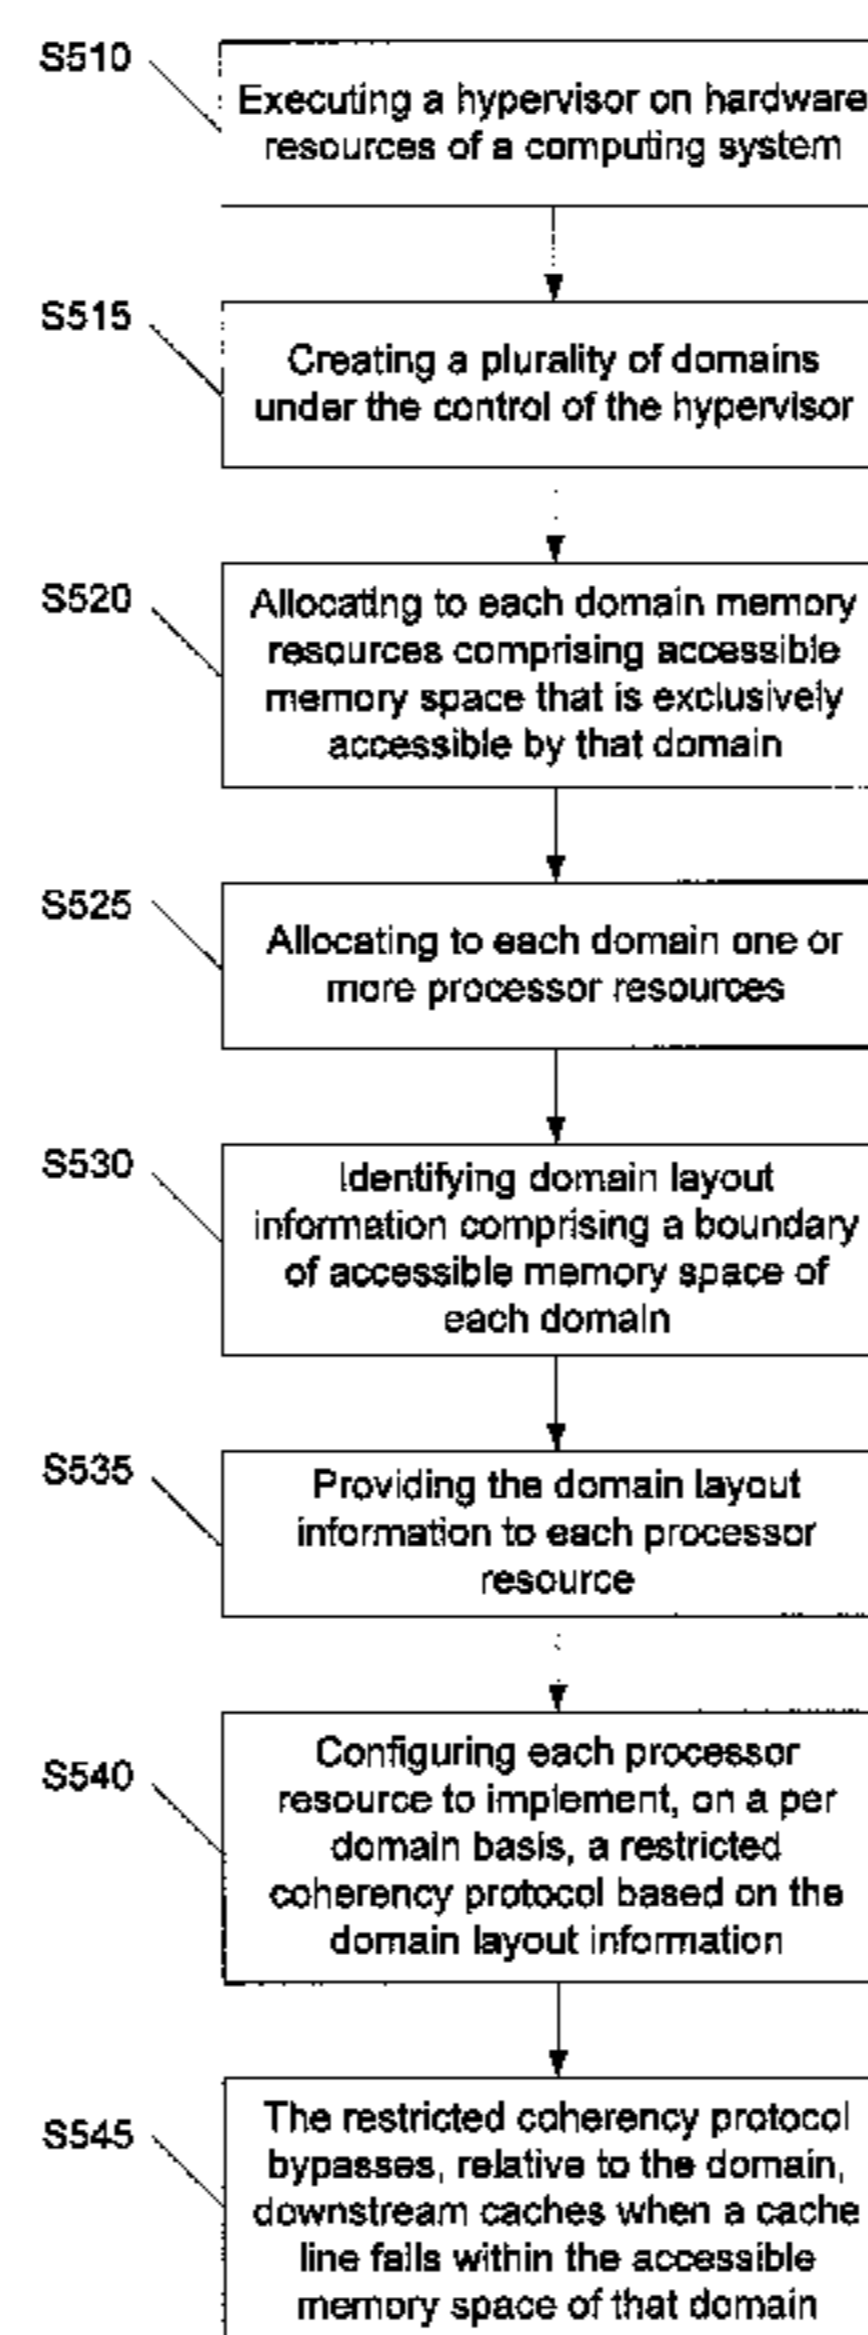 S510
Executing a hypervisor on hardware
resources of a computing system
S515
Creating a plurality of domains
under the control of the hypervisor
S520
Allocating to each domain memory
resources comprising accessible
memory space that is exclusively
accessible by that domain
S525
Allocating to each domain one or
more processor resources
S530
Identifying domain layout
information comprising a boundary
of accessible memory space of
each domain
S535
Providing the domain layout
information to each processor
resource
S540
Configuring each processor
resource to implement, on a per
domain basis, a restricted
coherency protocol based on the
domain layout information
S545
The restricted coherency protocol
bypasses, relative to the domain,
downstream caches when a cache
line falls within the accessible
memory space of that domain